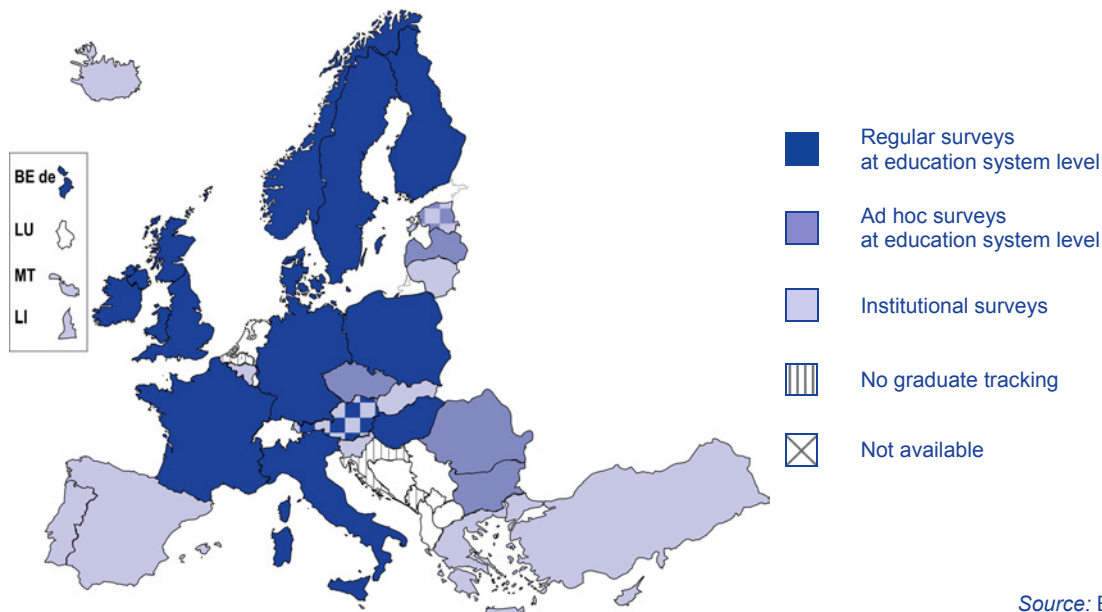 BE de
LU
MT
LI
Regular surveys
at education system level
Ad hoc surveys
at education system level
Institutional surveys
No graduate tracking
Not available
Source: E